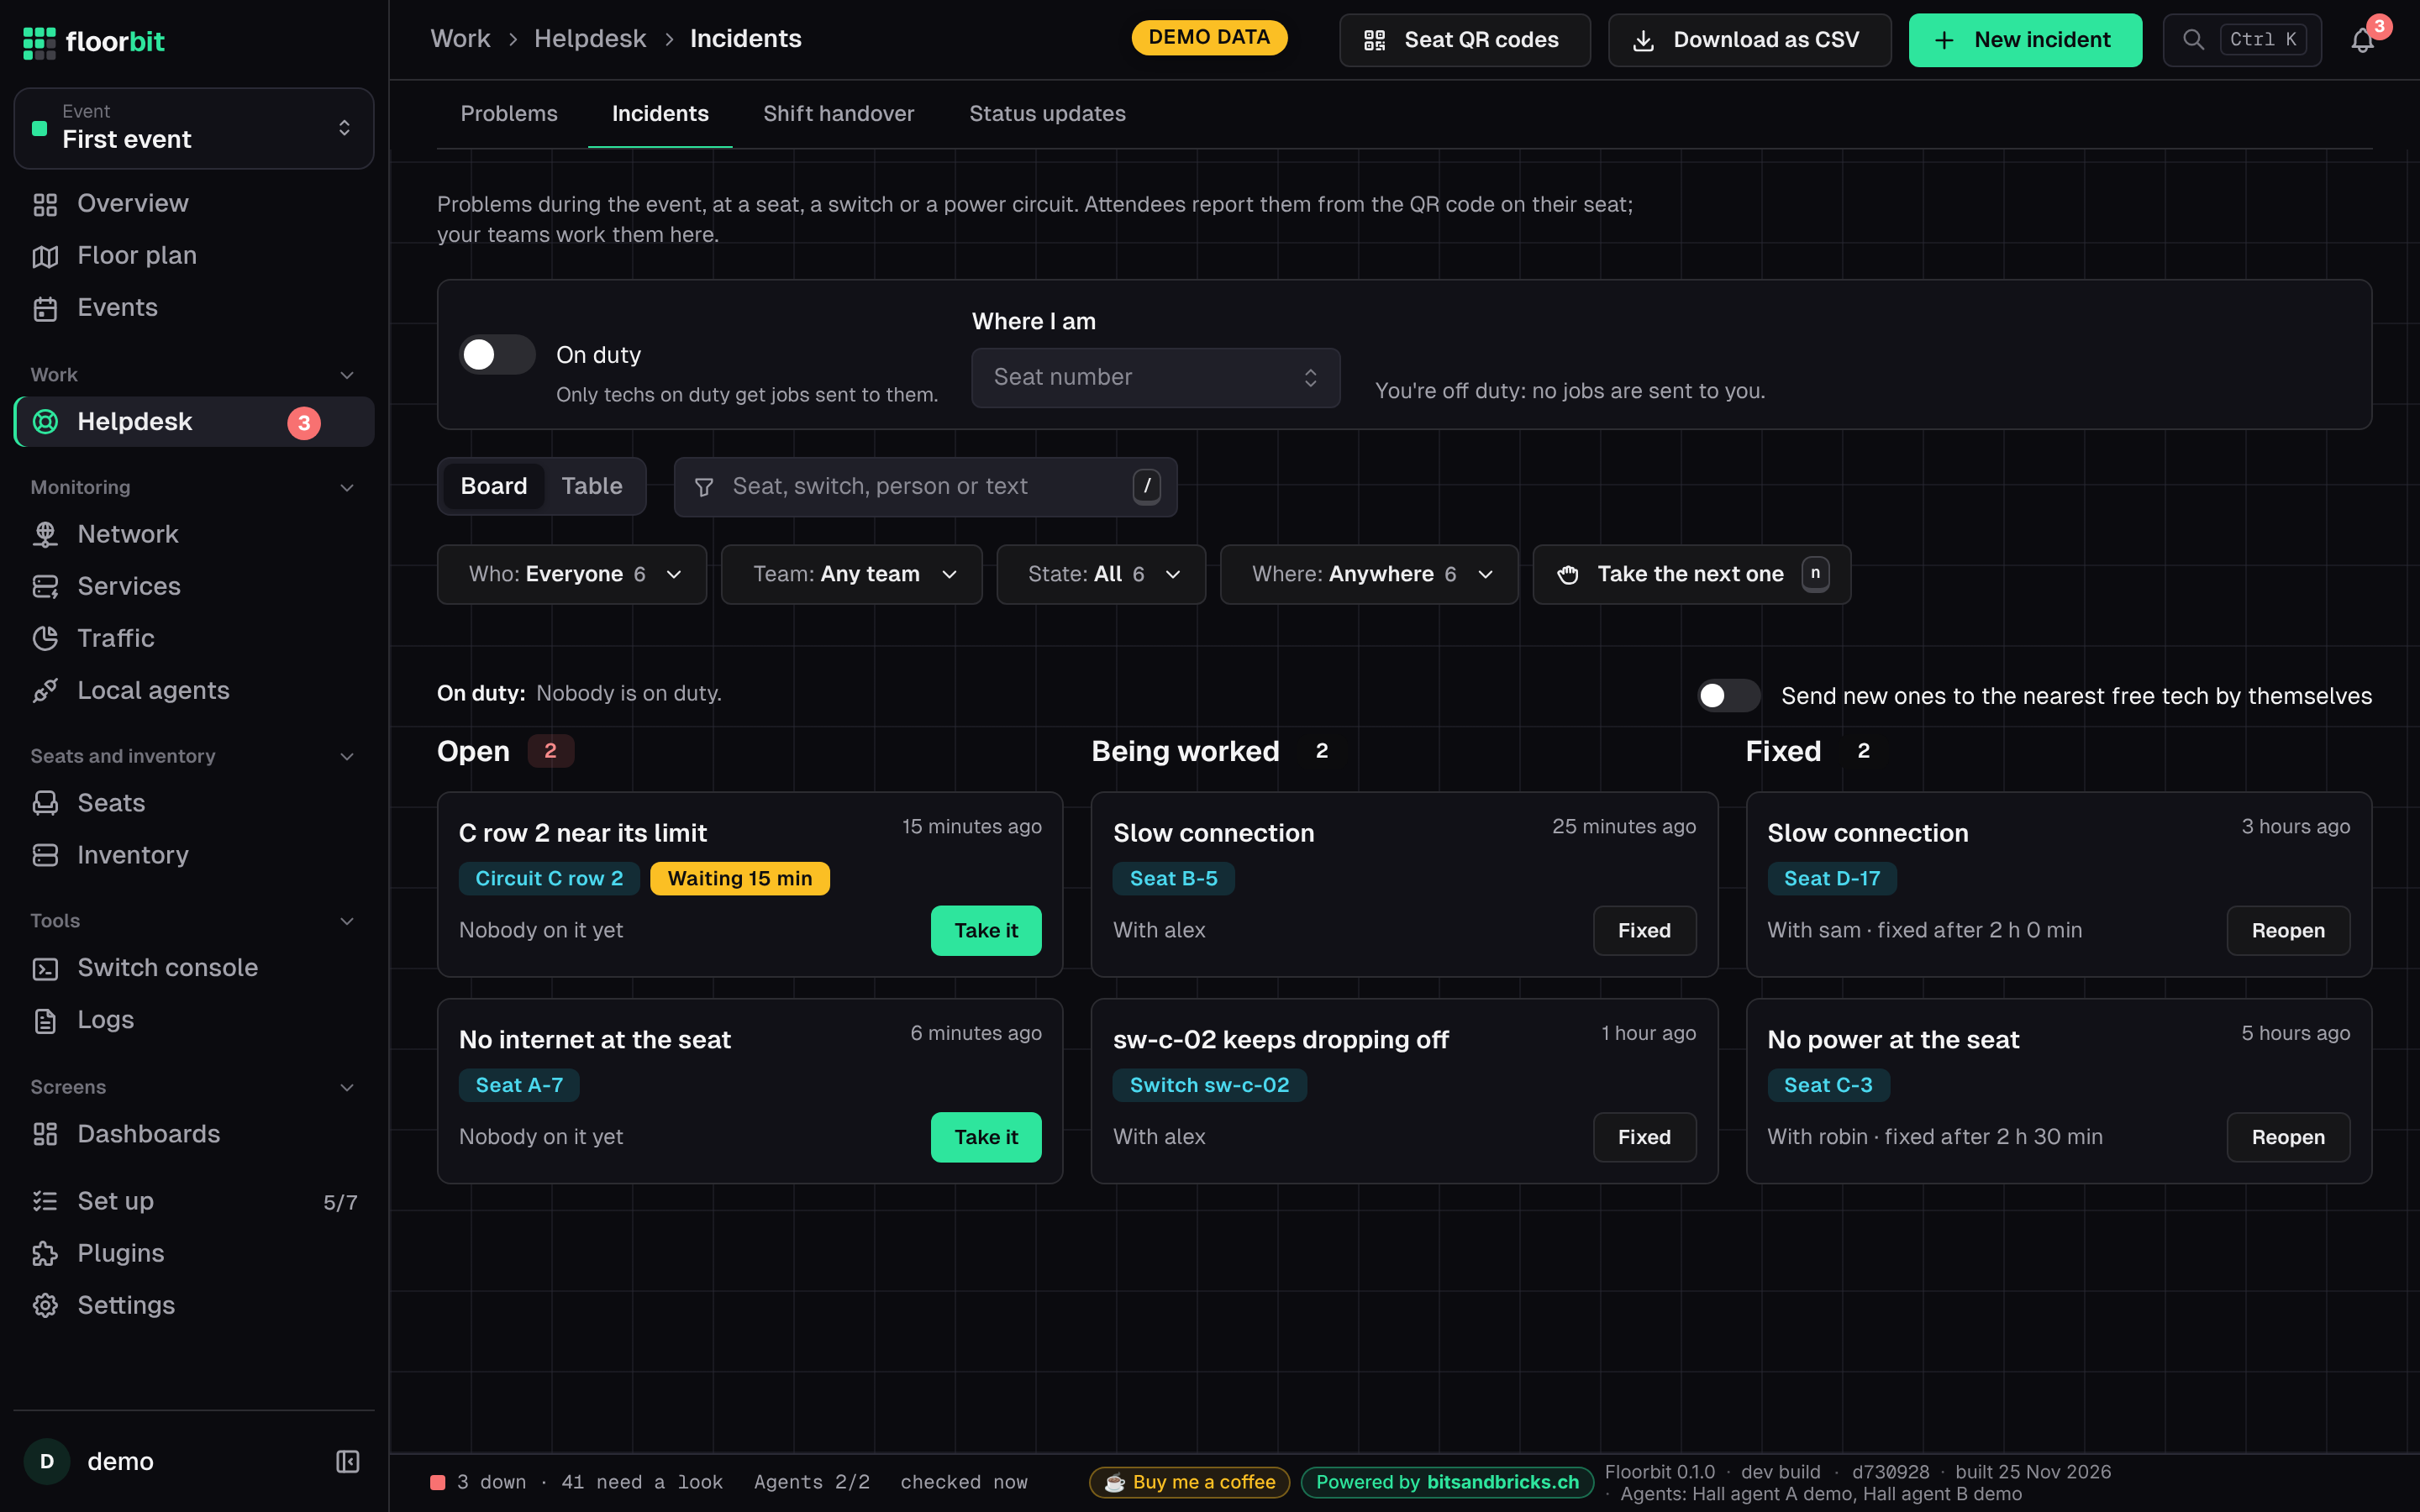 floorbit
Event
First event
Overview
Floor plan
Events
Work
Helpdesk 3
Monitoring
Network
Services
Traffic
Local agents
Seats and inventory
Seats
Inventory
Tools
Switch console
Logs
Screens
Dashboards
Set up 5/7
Plugins
Settings
D demo
Work > Helpdesk > Incidents
DEMO DATA
Seat QR codes
Download as CSV
+ New incident
Ctrl K
3
Problems Incidents Shift handover Status updates
Problems during the event, at a seat, a switch or a power circuit. Attendees report them from the QR code on their seat;
your teams work them here.
On duty
Only techs on duty get jobs sent to them.
Where I am
Seat number
You're off duty: no jobs are sent to you.
Board Table
Seat, switch, person or text /
Who: Everyone 6
Team: Any team
State: All 6
Where: Anywhere 6
Take the next one n
On duty: Nobody is on duty.
Send new ones to the nearest free tech by themselves
Open 2
C row 2 near its limit 15 minutes ago
Circuit C row 2 Waiting 15 min
Nobody on it yet Take it
No internet at the seat 6 minutes ago
Seat A-7
Nobody on it yet Take it
Being worked 2
Slow connection 25 minutes ago
Seat B-5
With alex Fixed
sw-c-02 keeps dropping off 1 hour ago
Switch sw-c-02
With alex Fixed
Fixed 2
Slow connection 3 hours ago
Seat D-17
With sam · fixed after 2 h 0 min Reopen
No power at the seat 5 hours ago
Seat C-3
With robin · fixed after 2 h 30 min Reopen
3 down · 41 need a look Agents 2/2 checked now
☕ Buy me a coffee
Powered by bitsandbricks.ch
Floorbit 0.1.0 · dev build · d730928 · built 25 Nov 2026
· Agents: Hall agent A demo, Hall agent B demo